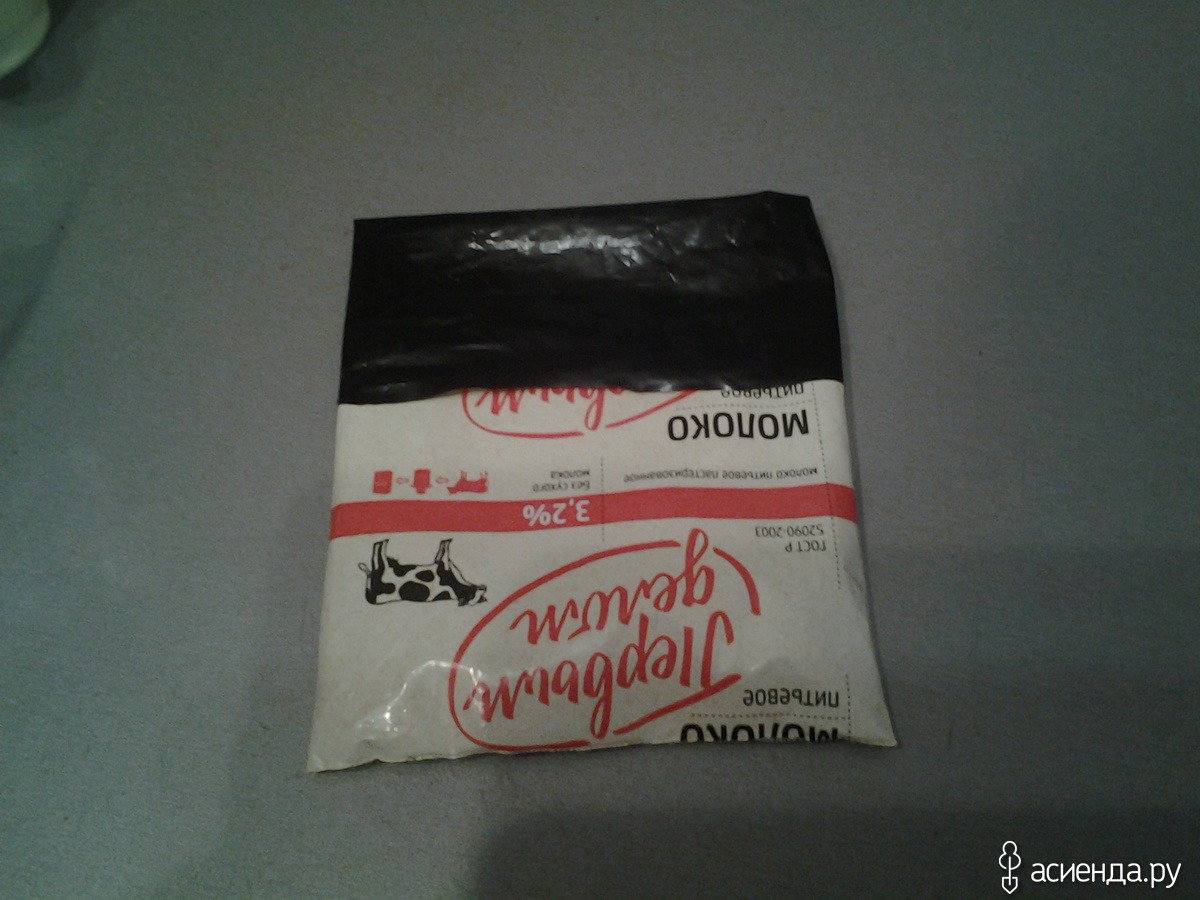 МОЛОКО
ПИТЬЕВОЕ
Первым
делом
ГОСТ Р
52090-2003
3,2%
молоко питьевое пастеризованное
Без сухого
молока
МОЛОКО
ПИТЬЕВОЕ
асиенда.ру